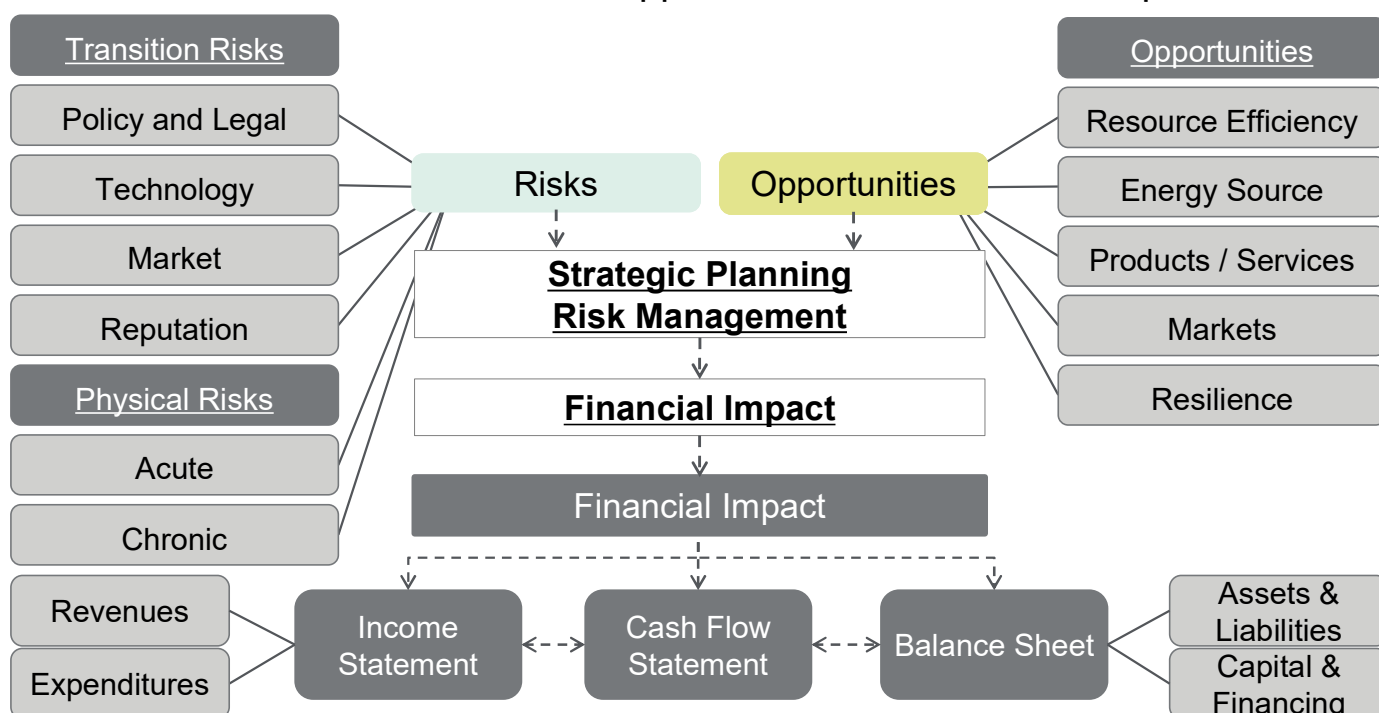 Transition Risks
Policy and Legal
Technology
Market
Reputation
Physical Risks
Acute
Chronic
Risks
Opportunities
Strategic Planning
Risk Management
Financial Impact
Financial Impact
Opportunities
Resource Efficiency
Energy Source
Products / Services
Markets
Resilience
Revenues
Expenditures
Income
Statement
Cash Flow
Statement
Balance Sheet
Assets &
Liabilities
Capital &
Financing